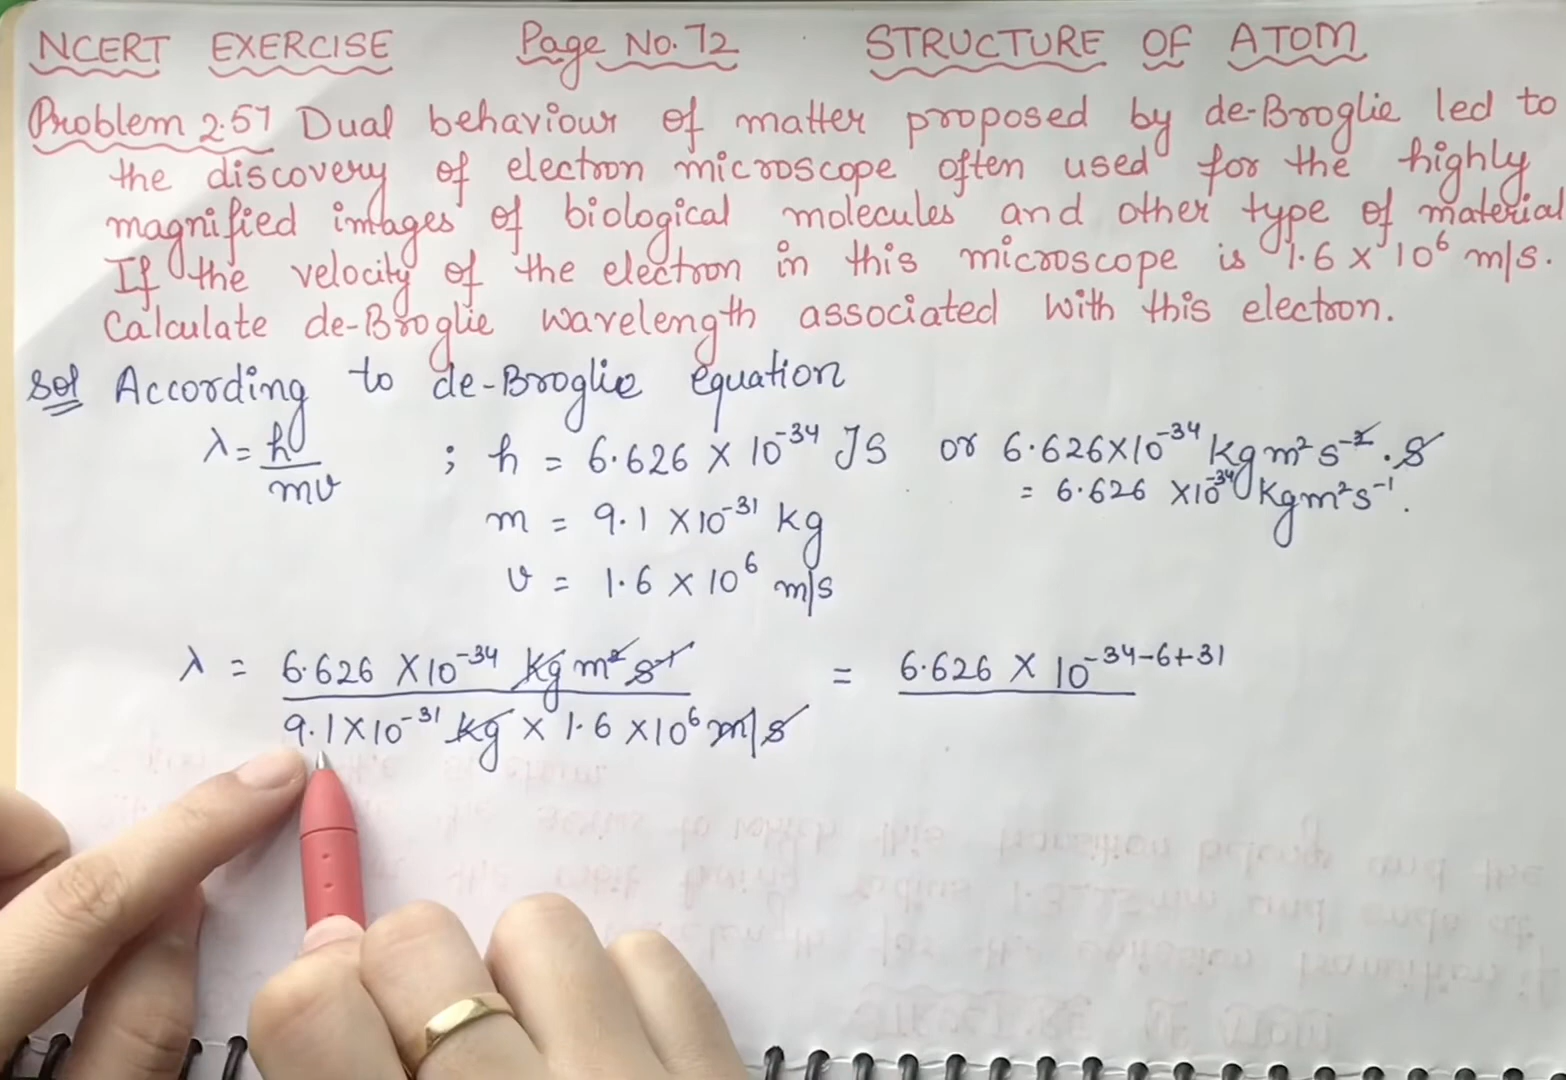 NCERT EXERCISE Page No. 72 STRUCTURE OF ATOM
Problem 2.57 Dual behaviour of matter proposed by de-Broglie led to
the discovery of electron microscope often used for the highly
magnified images of biological molecules and other type of material
If the velocity of the electron in this microscope is 1.6 × 10⁶ m/s.
Calculate de-Broglie wavelength associated with this electron.
Sol According to de-Broglie equation
λ = h/mv ; h = 6.626 × 10⁻³⁴ JS or 6.626×10⁻³⁴ kgm²s⁻².s
= 6.626 ×10⁻³⁴ kgm²s⁻¹.
m = 9.1 ×10⁻³¹ kg
v = 1.6 × 10⁶ m/s
λ = 6.626 ×10⁻³⁴ kg m² s⁻¹ = 6.626 × 10⁻³⁴⁻⁶⁺³¹
9.1×10⁻³¹ kg × 1.6 ×10⁶ m/s